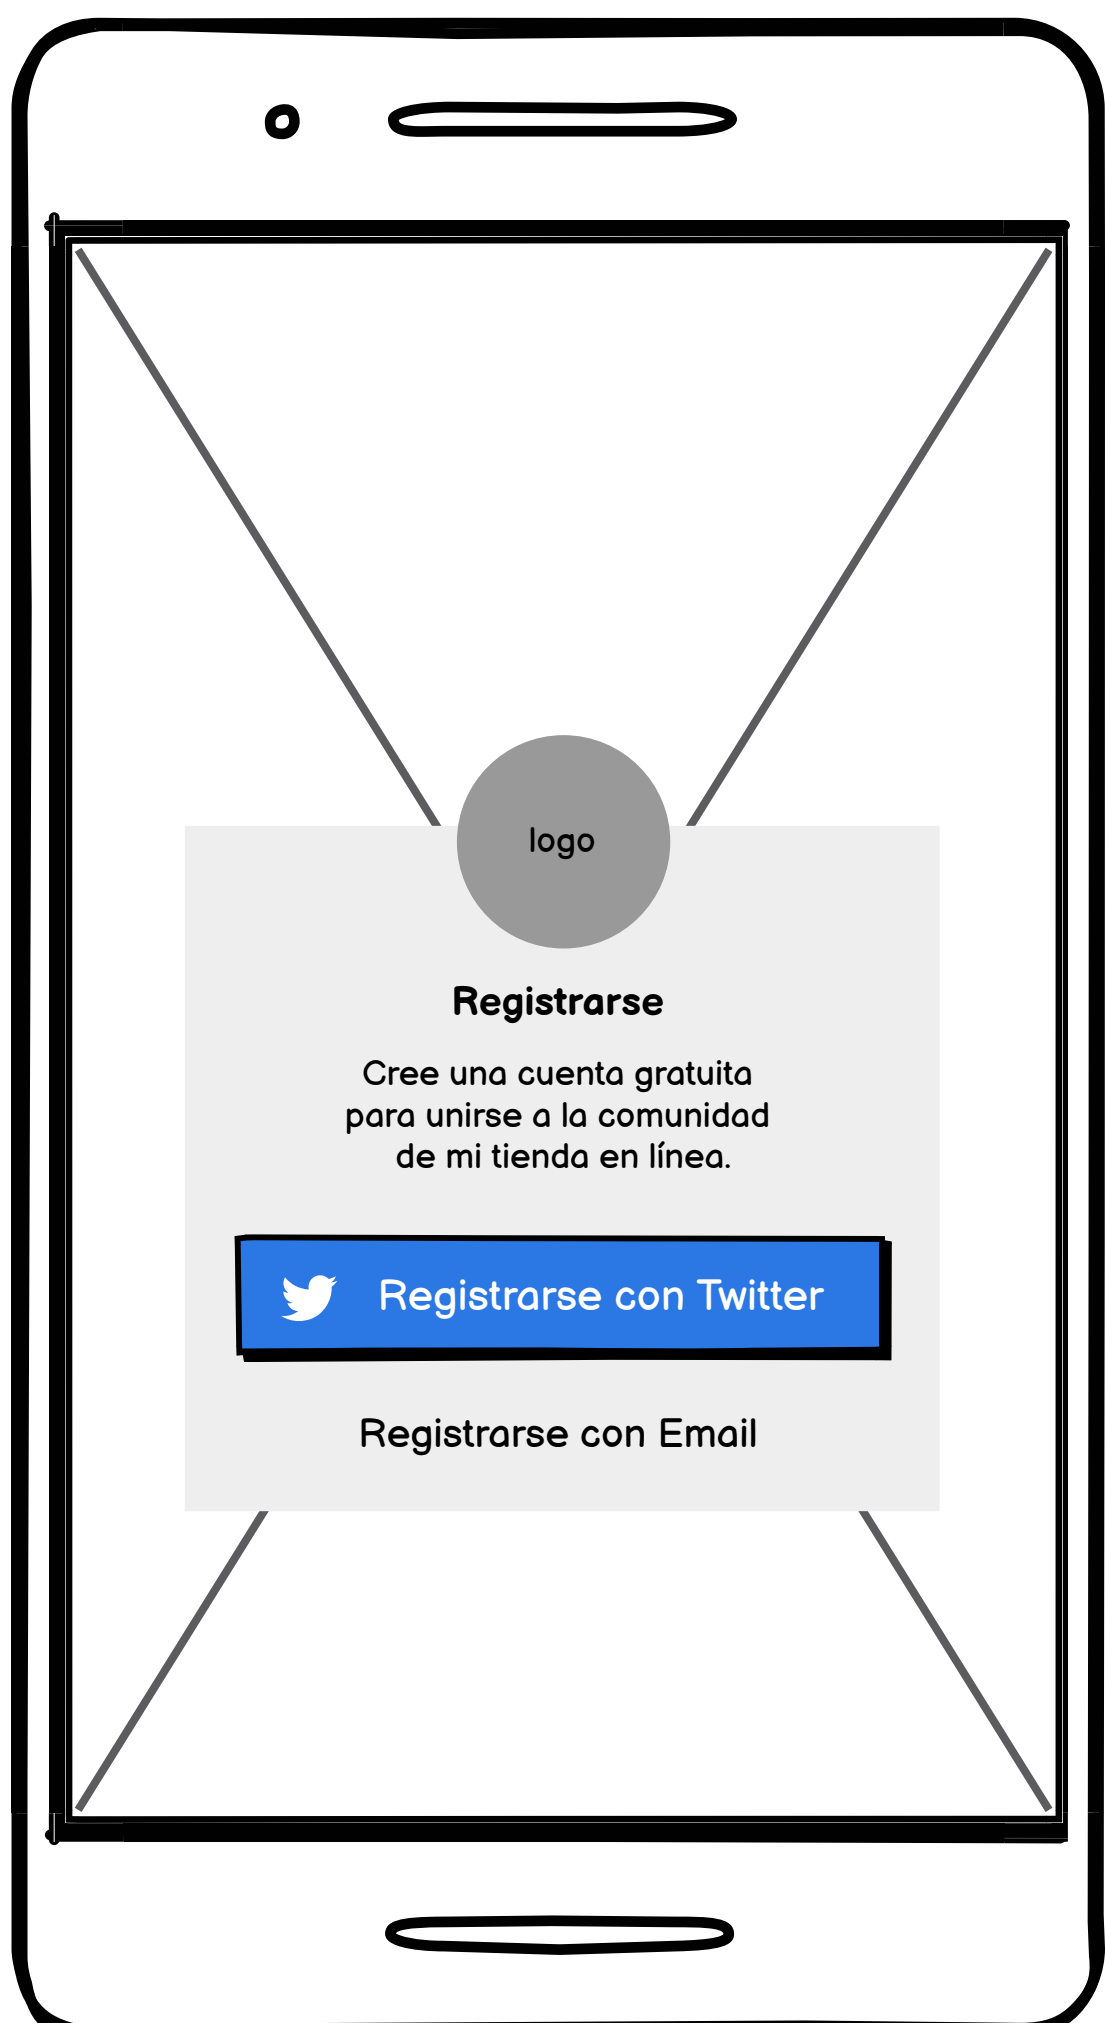 logo
Registrarse
Cree una cuenta gratuita
para unirse a la comunidad
de mi tienda en línea.
Registrarse con Twitter
Registrarse con Email